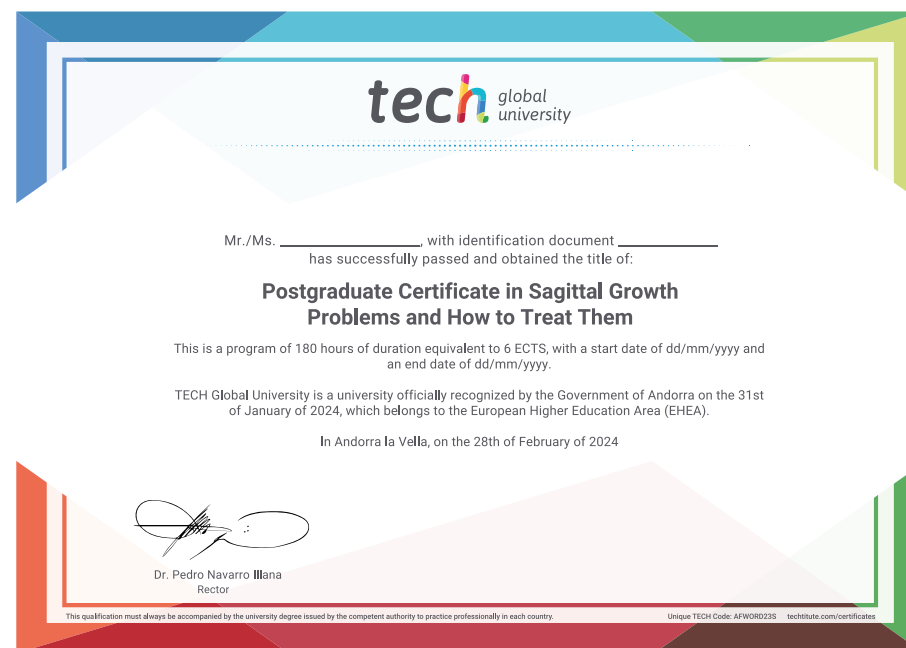 tech global university
Mr./Ms. ________________, with identification document ____________
has successfully passed and obtained the title of:
Postgraduate Certificate in Sagittal Growth
Problems and How to Treat Them
This is a program of 180 hours of duration equivalent to 6 ECTS, with a start date of dd/mm/yyyy and
an end date of dd/mm/yyyy.
TECH Global University is a university officially recognized by the Government of Andorra on the 31st
of January of 2024, which belongs to the European Higher Education Area (EHEA).
In Andorra la Vella, on the 28th of February of 2024
Dr. Pedro Navarro Illana
Rector
This qualification must always be accompanied by the university degree issued by the competent authority to practice professionally in each country.
Unique TECH Code: AFWORD23S techtitute.com/certificates